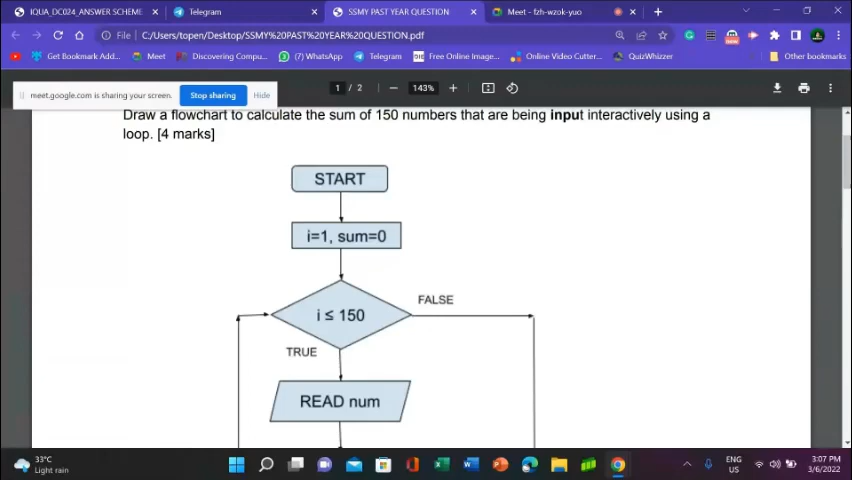 IQUA_DC024_ANSWER SCHEME
Telegram
SSMY PAST YEAR QUESTION
Meet - fzh-wzok-yuo
File
C:/Users/topen/Desktop/SSMY%20PAST%20YEAR%20QUESTION.pdf
Get Bookmark Add...
Meet
Discovering Compu...
(7) WhatsApp
Telegram
Free Online Image...
Online Video Cutter...
QuizWhizzer
Other bookmarks
meet.google.com is sharing your screen.
Stop sharing
Hide
1 / 2
143%
Draw a flowchart to calculate the sum of 150 numbers that are being input interactively using a
loop. [4 marks]
START
i=1, sum=0
FALSE
i ≤ 150
TRUE
READ num
33°C
Light rain
ENG
US
3:07 PM
3/6/2022